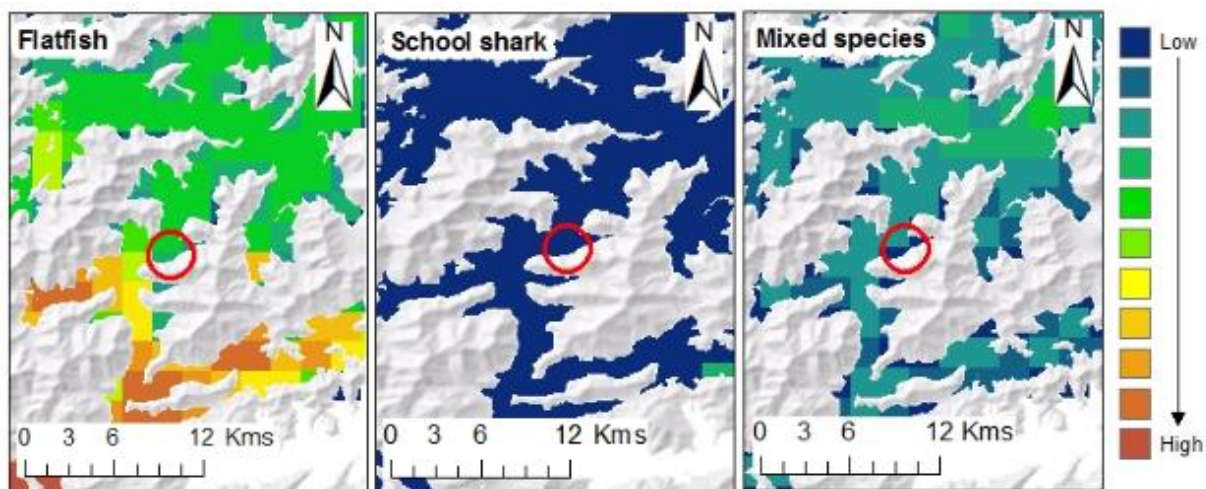 Flatfish
N
0 3 6 12 Kms
School shark
N
0 3 6 12 Kms
Mixed species
N
0 3 6 12 Kms
Low
High